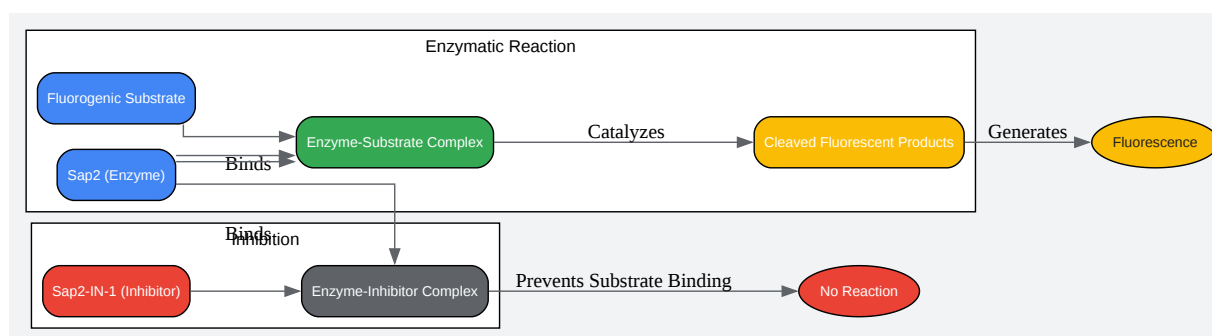 Enzymatic Reaction
Fluorogenic Substrate
Sap2 (Enzyme)
Binds
Enzyme-Substrate Complex
Catalyzes
Cleaved Fluorescent Products
Generates
Fluorescence
Binds
Inhibition
Sap2-IN-1 (Inhibitor)
Enzyme-Inhibitor Complex
Prevents Substrate Binding
No Reaction